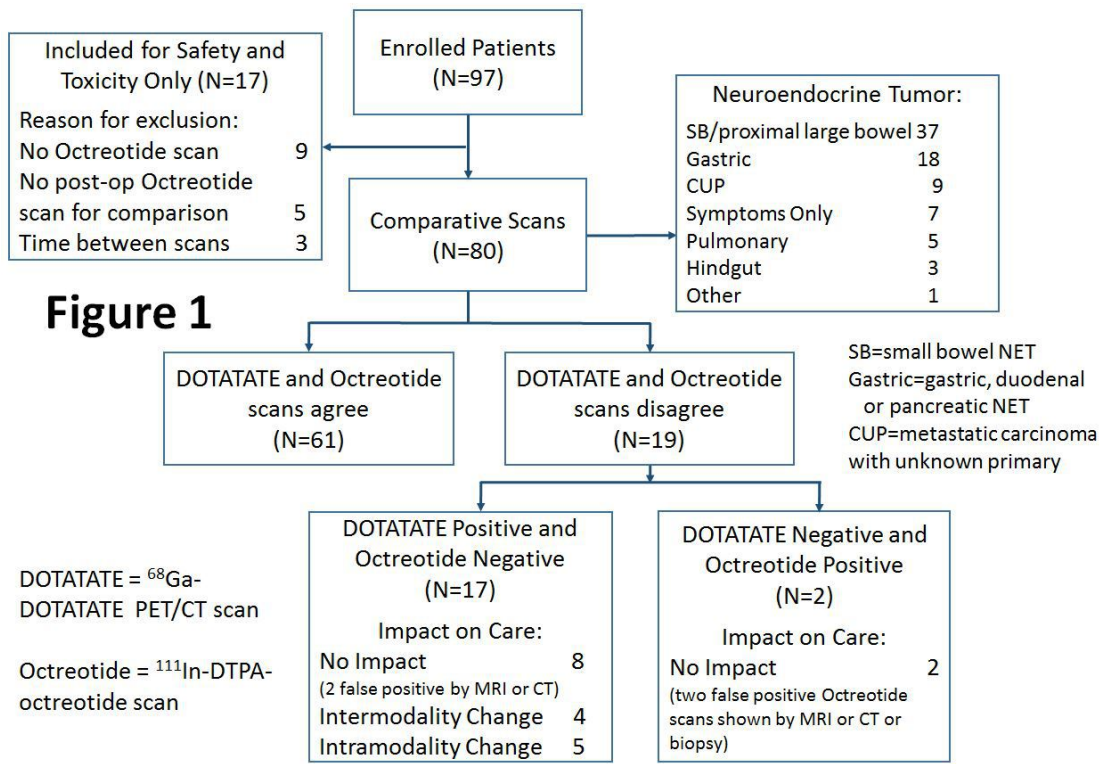 Included for Safety and
Toxicity Only (N=17)
Reason for exclusion:
No Octreotide scan 9
No post-op Octreotide
scan for comparison 5
Time between scans 3
Enrolled Patients
(N=97)
Neuroendocrine Tumor:
SB/proximal large bowel 37
Gastric 18
CUP 9
Symptoms Only 7
Pulmonary 5
Hindgut 3
Other 1
Comparative Scans
(N=80)
Figure 1
DOTATATE and Octreotide
scans agree
(N=61)
DOTATATE and Octreotide
scans disagree
(N=19)
SB=small bowel NET
Gastric=gastric, duodenal
or pancreatic NET
CUP=metastatic carcinoma
with unknown primary
DOTATATE = ⁶⁸Ga-
DOTATATE PET/CT scan
Octreotide = ¹¹¹In-DTPA-
octreotide scan
DOTATATE Positive and
Octreotide Negative
(N=17)
Impact on Care:
No Impact 8
(2 false positive by MRI or CT)
Intermodality Change 4
Intramodality Change 5
DOTATATE Negative and
Octreotide Positive
(N=2)
Impact on Care:
No Impact 2
(two false positive Octreotide
scans shown by MRI or CT or
biopsy)